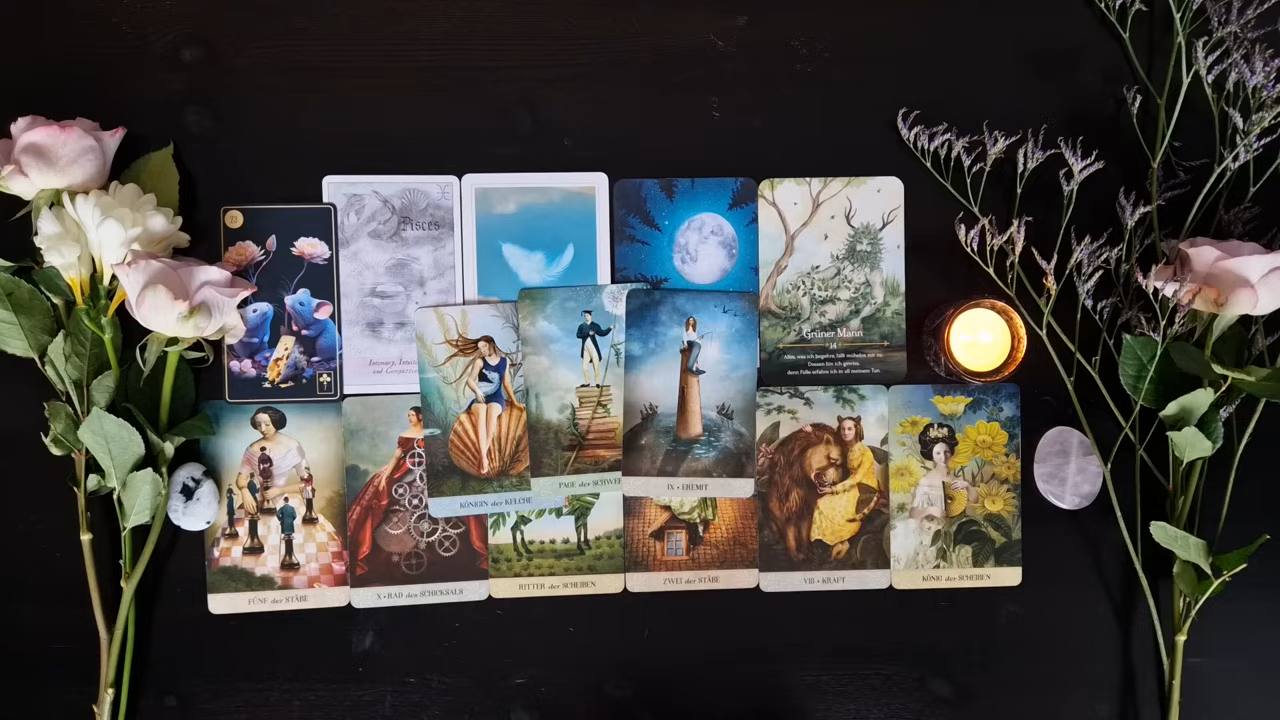 23
Pisces
Intimacy, Intuit
and Compassion
Grüner Mann
14
Alles, was ich begehre, fällt mühelos mir zu.
Dessen bin ich gewiss,
denn Fülle erfahre ich in all meinem Tun.
KÖNIGIN der KELCHE
PAGE der SCHWE
IX • EREMIT
FÜNF der STÄBE
X • RAD des SCHICKSALS
RITTER der SCHEIBEN
ZWEI der STÄBE
VIII • KRAFT
KÖNIG der SCHEIBEN